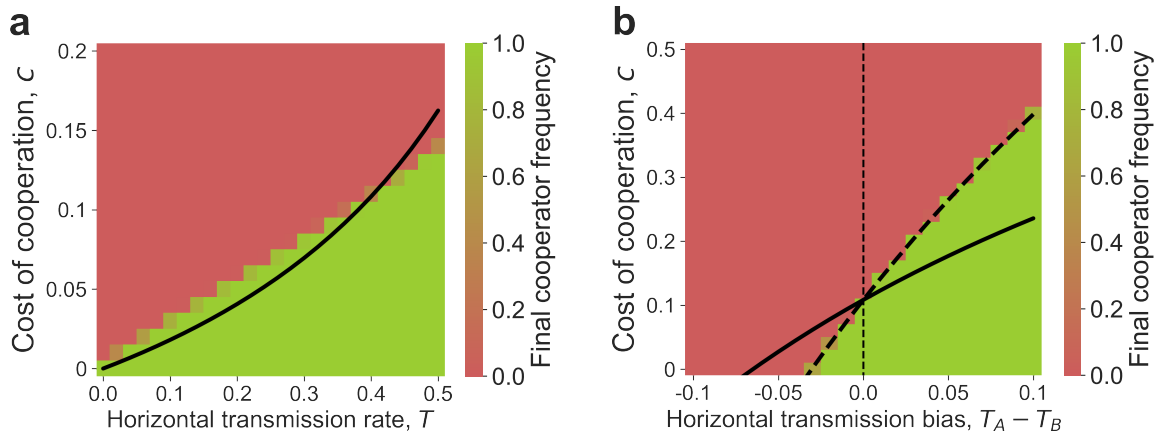 a
0.2
0.15
0.1
0.05
0
Cost of cooperation, c
0.0 0.1 0.2 0.3 0.4 0.5
Horizontal transmission rate, T
1.0
0.8
0.6
0.4
0.2
0.0
Final cooperator frequency
b
0.5
0.4
0.3
0.2
0.1
0
Cost of cooperation, c
-0.1 -0.05 0.0 0.05 0.1
Horizontal transmission bias, T_A − T_B
1.0
0.8
0.6
0.4
0.2
0.0
Final cooperator frequency